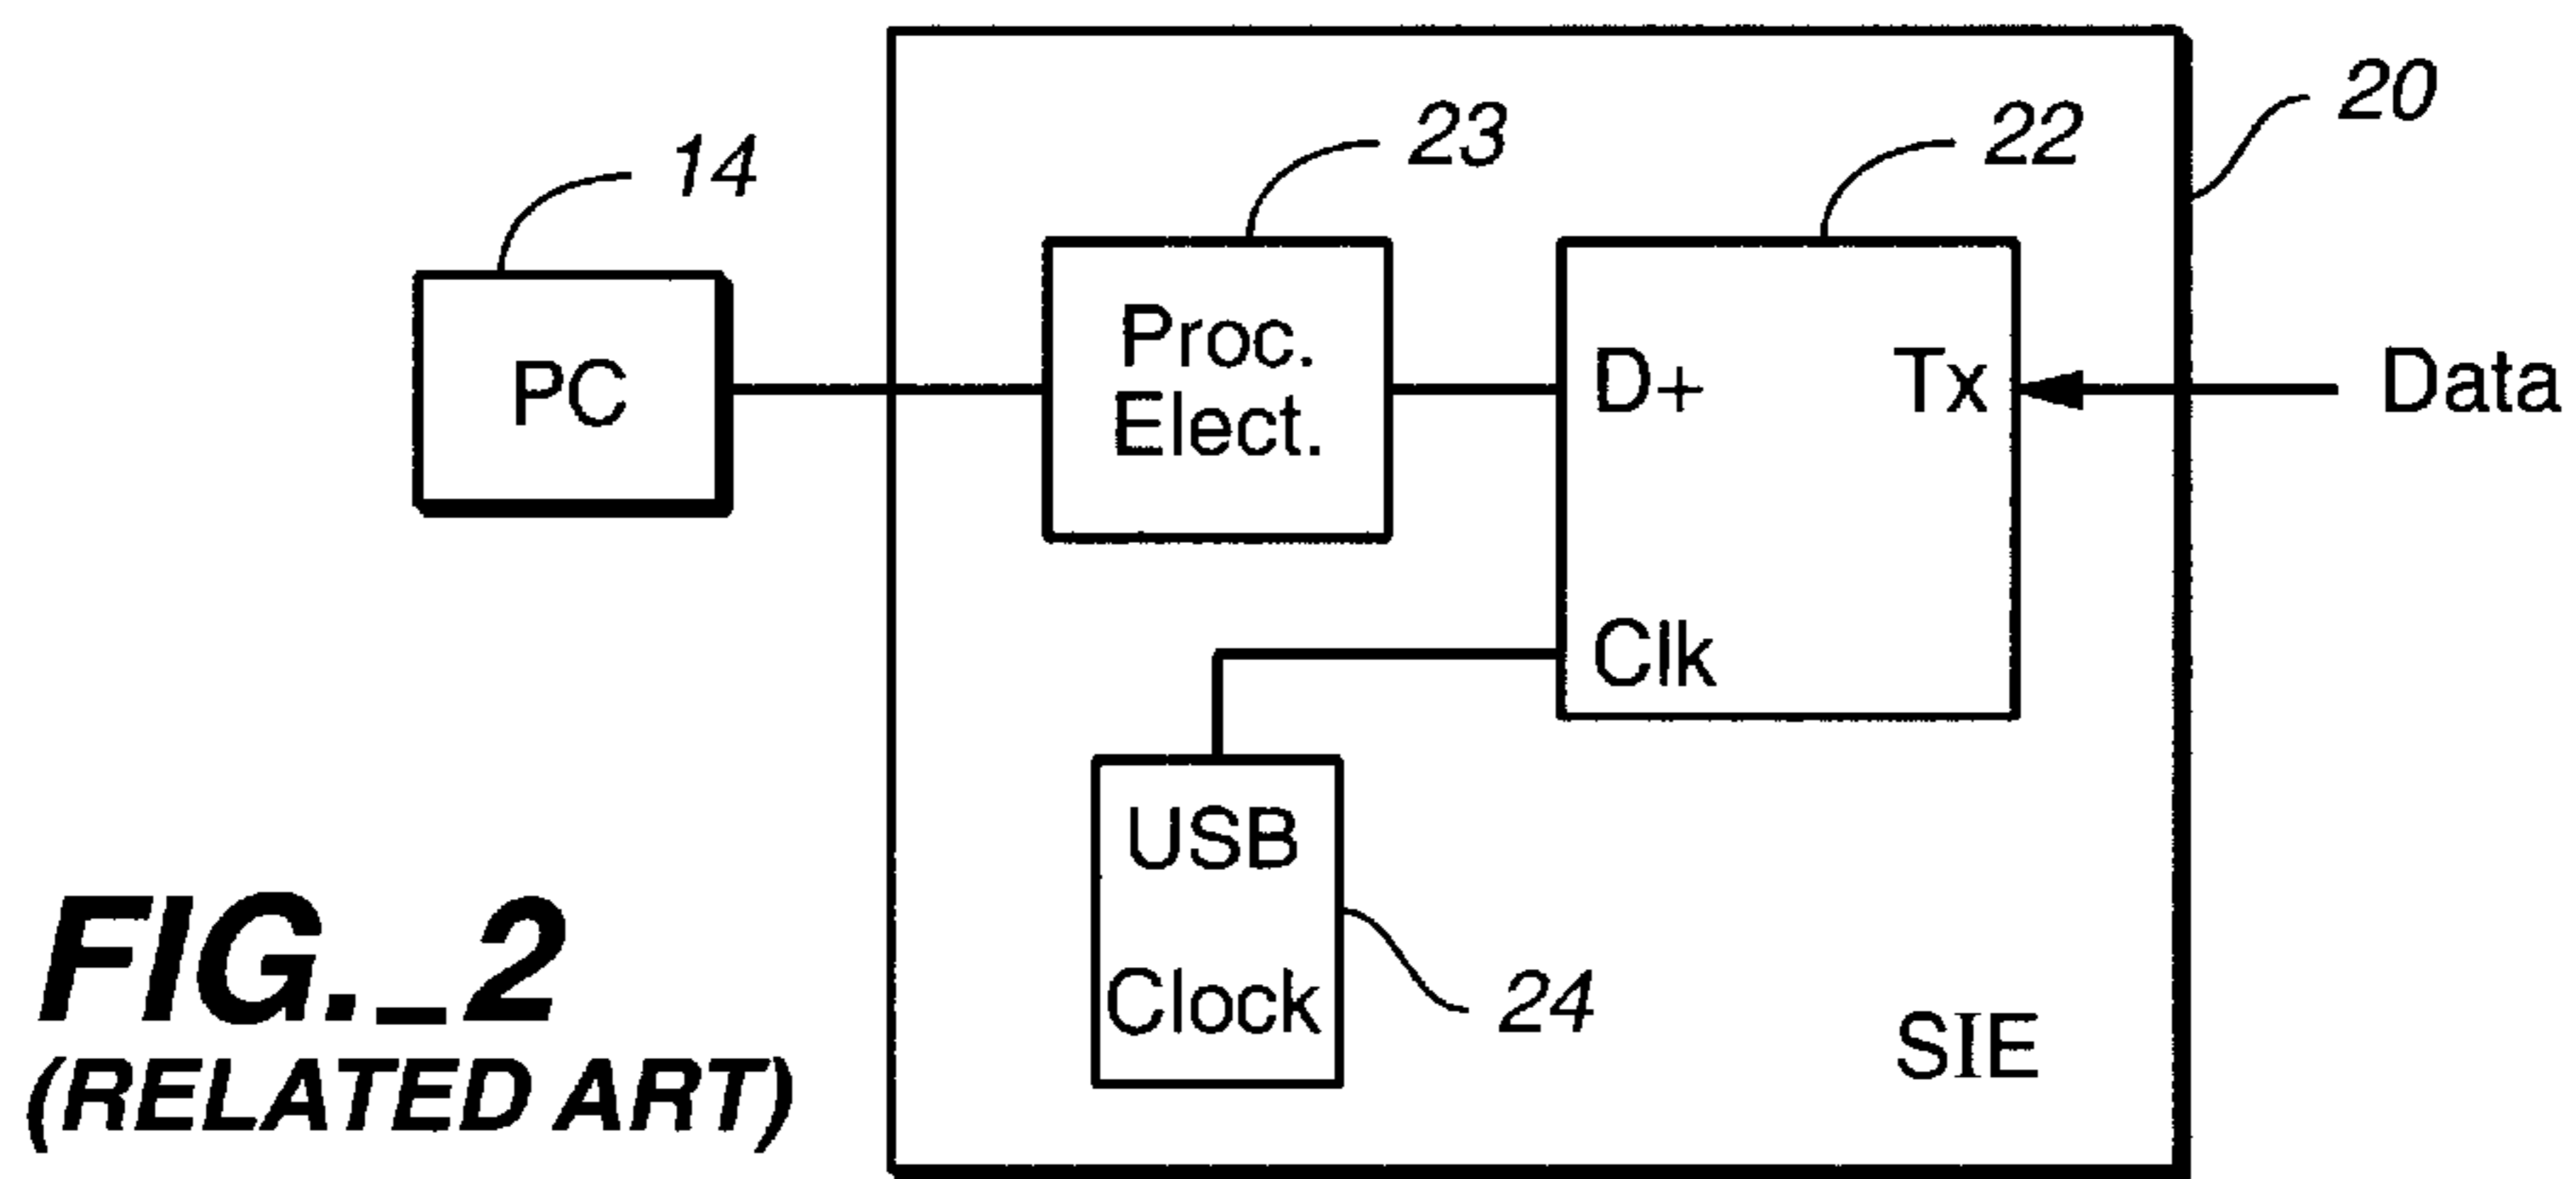 20
23
22
14
Proc.
Elect.
PC
D+
Tx
Data
Clk
USB
Clock
24
SIE
FIG._2
(RELATED ART)